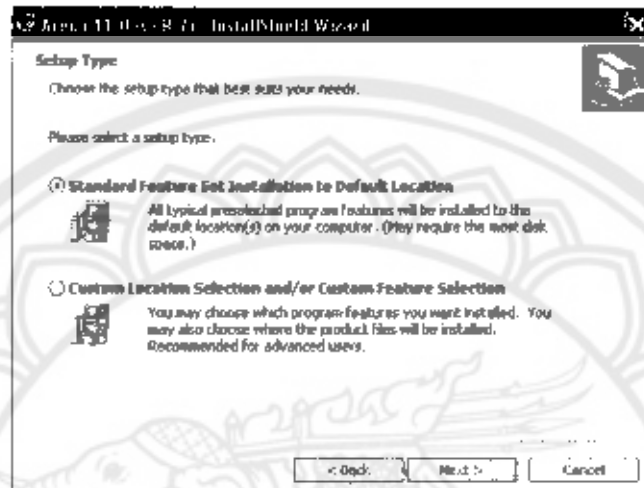 Arena 11.0 - InstallShield Wizard
Setup Type
Choose the setup type that best suits your needs.
Please select a setup type.
Standard Feature Set Installation to Default Location
All typical preselected program features will be installed to the
default location(s) on your computer. (May require the most disk
space.)
Custom Location Selection and/or Custom Feature Selection
You may choose which program features you want installed. You
may also choose where the product files will be installed.
Recommended for advanced users.
< Back
Next >
Cancel